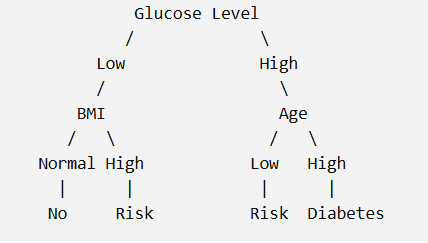 Glucose Level
/ \
Low High
/ \
BMI Age
/ \ / \
Normal High Low High
| | | |
No Risk Risk Diabetes